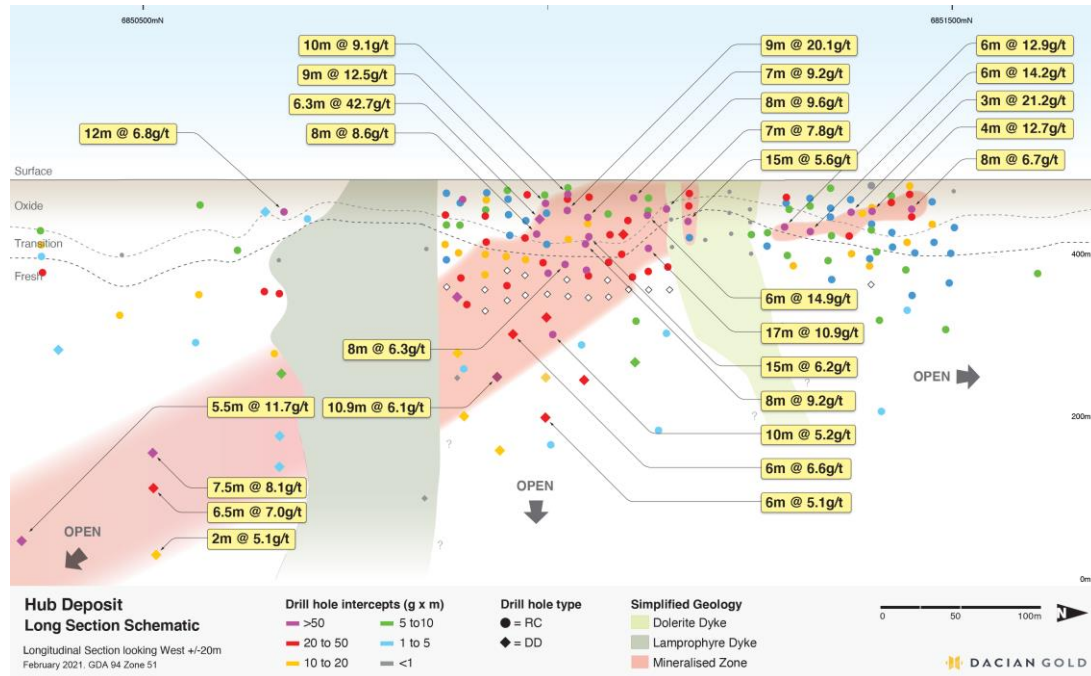 6850500mN
6851500mN
10m @ 9.1g/t
9m @ 12.5g/t
6.3m @ 42.7g/t
8m @ 8.6g/t
12m @ 6.8g/t
9m @ 20.1g/t
7m @ 9.2g/t
8m @ 9.6g/t
7m @ 7.8g/t
15m @ 5.6g/t
6m @ 12.9g/t
6m @ 14.2g/t
3m @ 21.2g/t
4m @ 12.7g/t
8m @ 6.7g/t
Surface
Oxide
Transition
Fresh
400m
6m @ 14.9g/t
17m @ 10.9g/t
15m @ 6.2g/t
8m @ 9.2g/t
10m @ 5.2g/t
6m @ 6.6g/t
6m @ 5.1g/t
8m @ 6.3g/t
10.9m @ 6.1g/t
OPEN
?
200m
5.5m @ 11.7g/t
7.5m @ 8.1g/t
6.5m @ 7.0g/t
2m @ 5.1g/t
?
?
OPEN
OPEN
?
0m
Hub Deposit
Long Section Schematic
Longitudinal Section looking West +/-20m
February 2021. GDA 94 Zone 51
Drill hole intercepts (g x m)
>50
20 to 50
10 to 20
5 to10
1 to 5
<1
Drill hole type
= RC
= DD
Simplified Geology
Dolerite Dyke
Lamprophyre Dyke
Mineralised Zone
0 50 100m
N
DACIAN GOLD